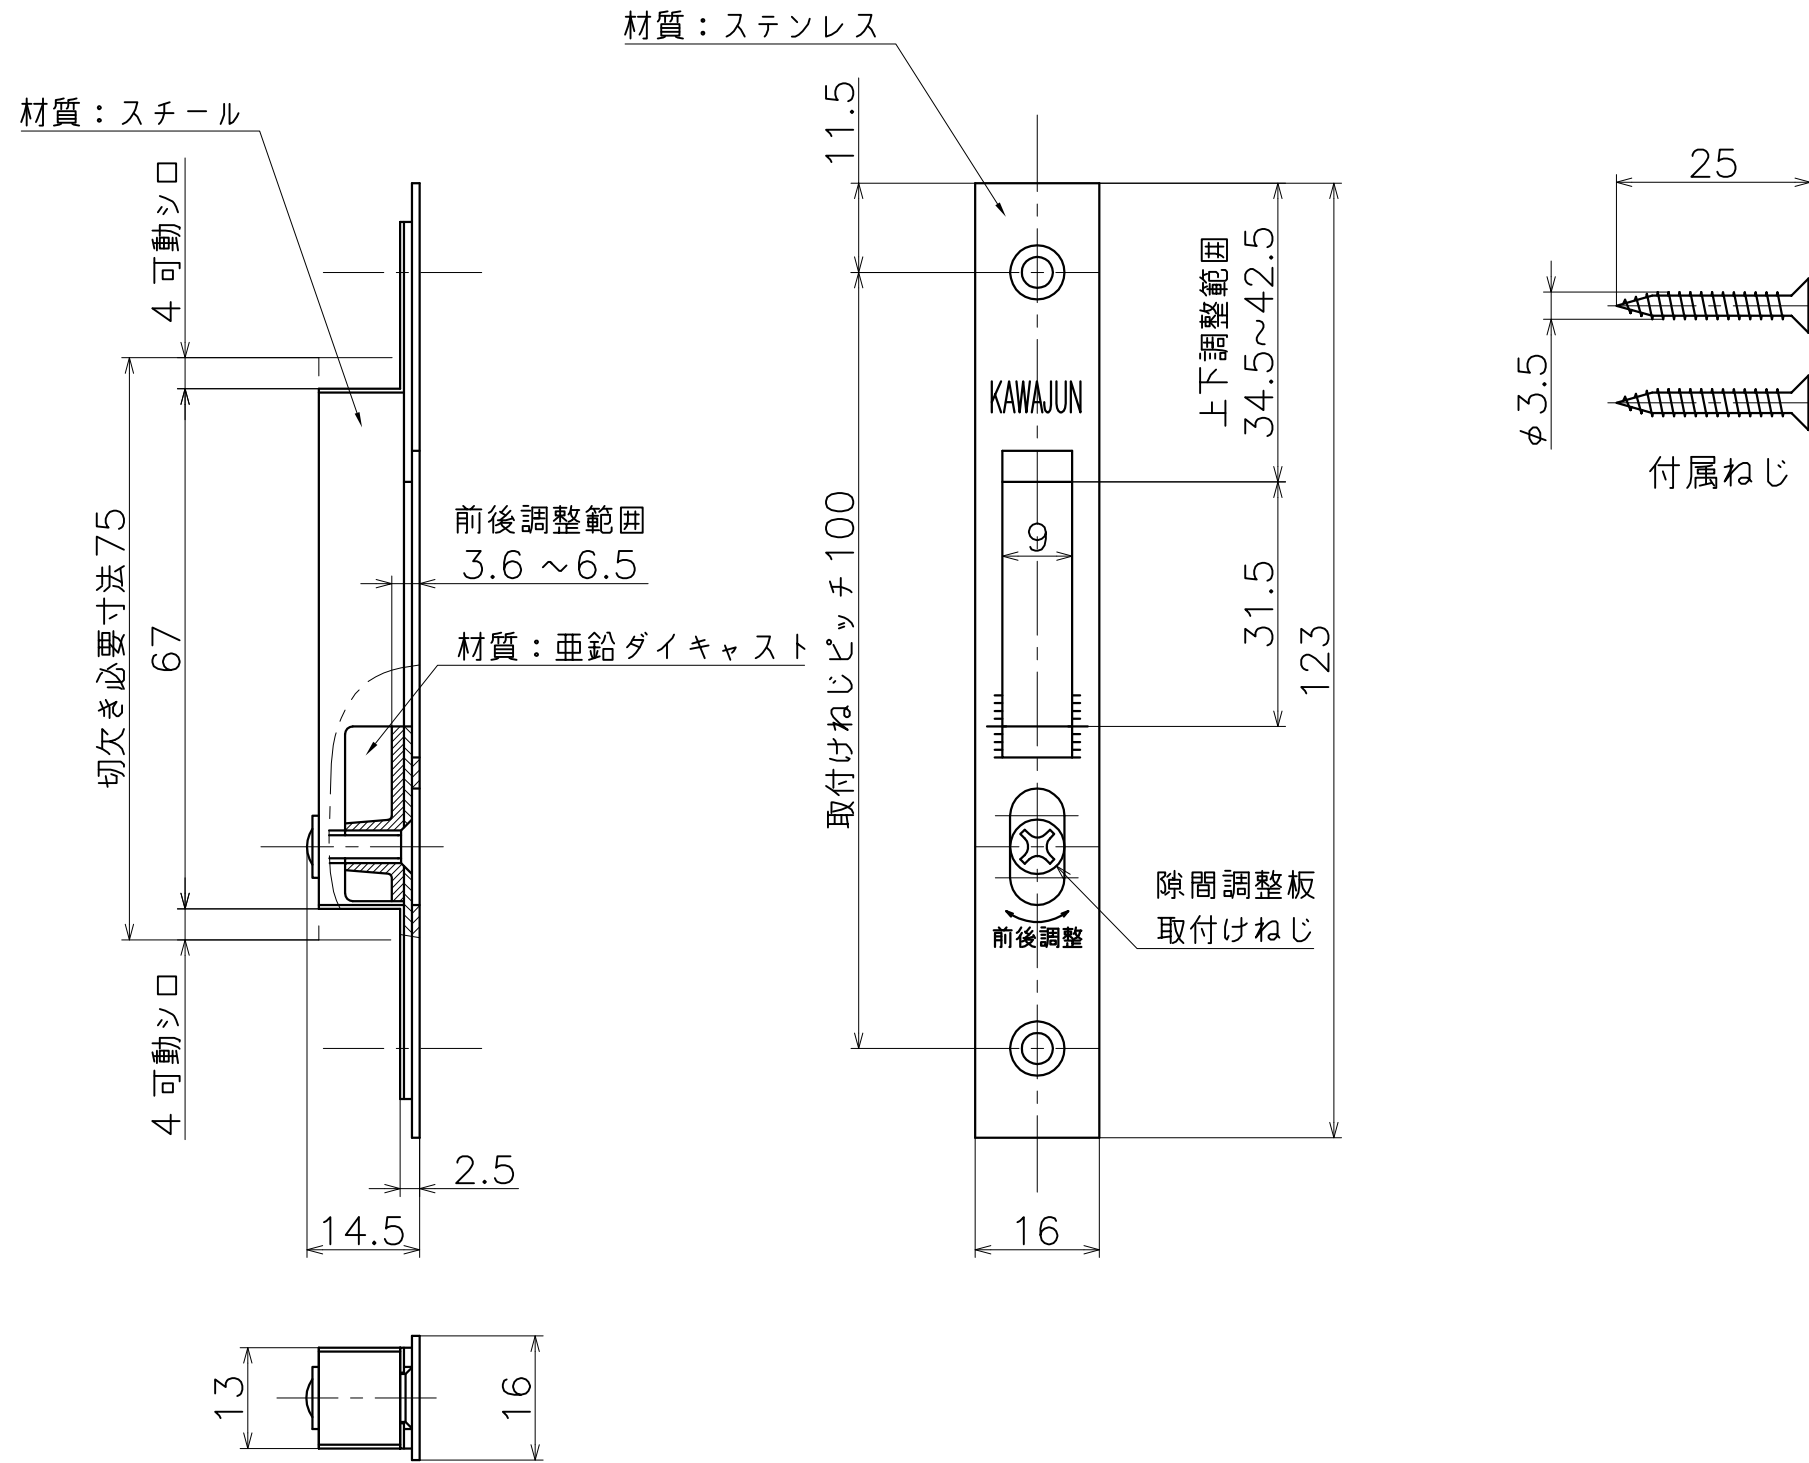 材質：ステンレス
材質：スチール
11.5
4 可動シロ
25
上下調整範囲
34.5~42.5
φ3.5
KAWAJUN
付属ねじ
切欠き必要寸法 75
67
前後調整範囲
3.6 ~6.5
取付けねじピッチ100
9
31.5
123
材質：亜鉛ダイキャスト
隙間調整板
取付けねじ
前後調整
4 可動シロ
2.5
14.5
16
13
16